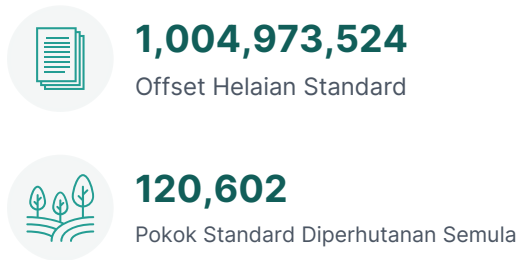 1,004,973,524
Offset Helaian Standard
120,602
Pokok Standard Diperhutanan Semula